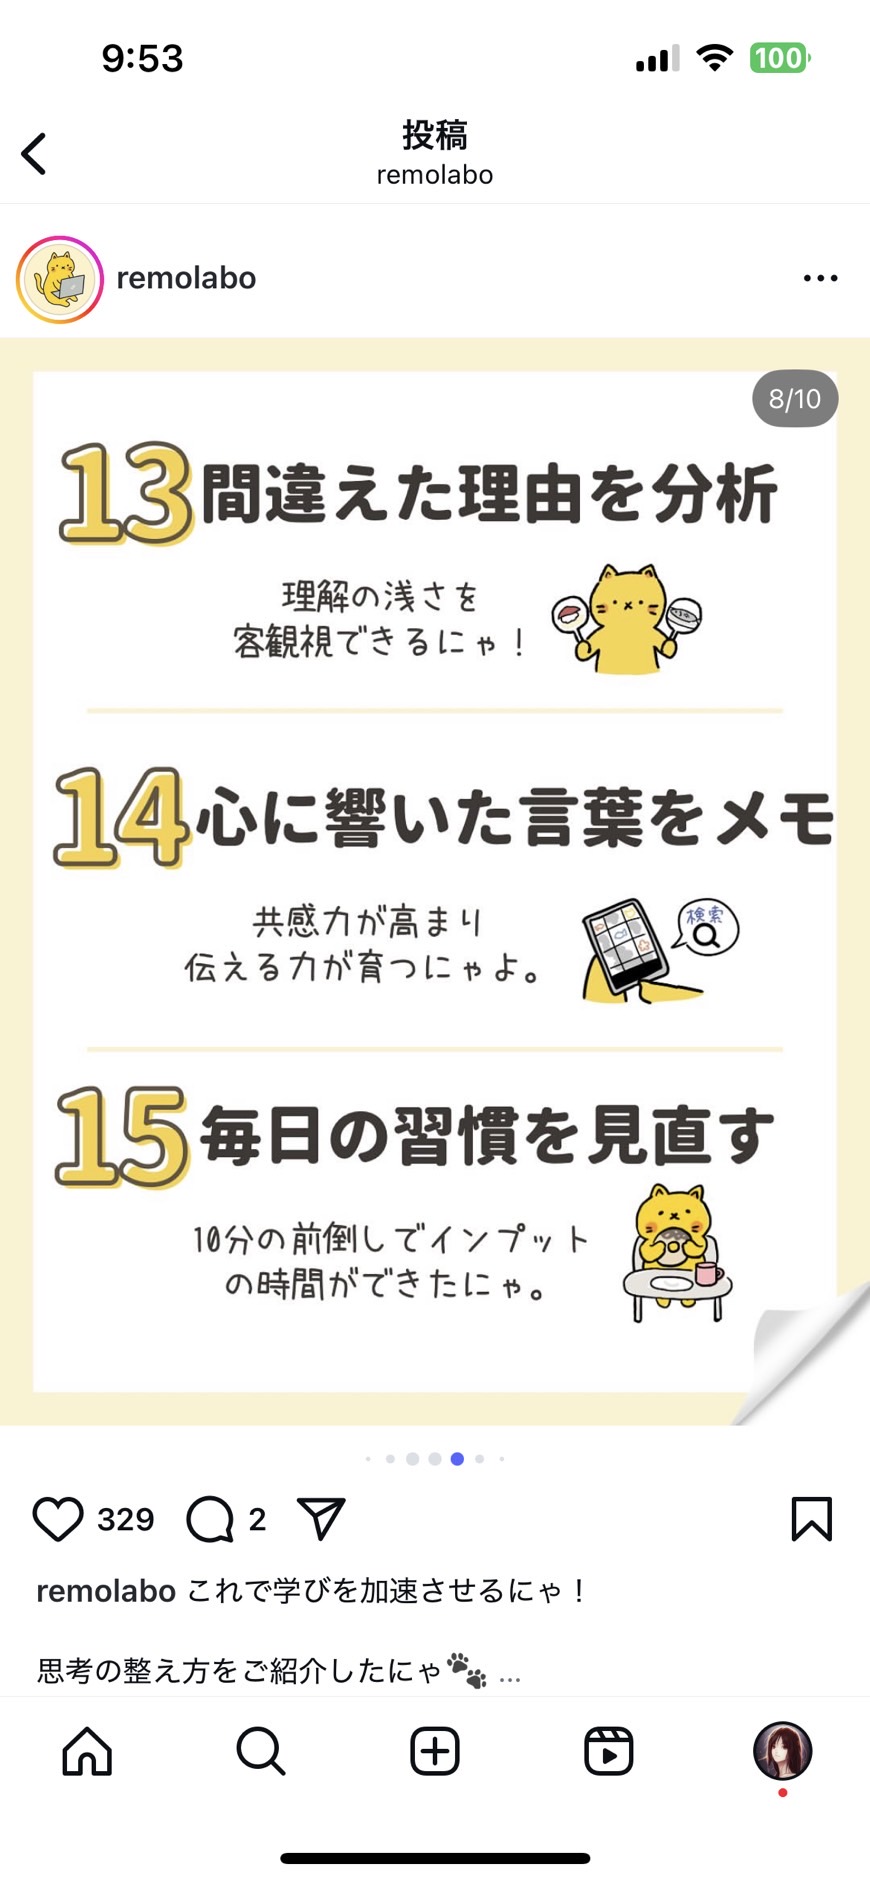 9:53
100
投稿
remolabo
remolabo
8/10
13 間違えた理由を分析
理解の浅さを
客観視できるにゃ！
14 心に響いた言葉をメモ
共感力が高まり
伝える力が育つにゃよ。
検索
15 毎日の習慣を見直す
10分の前倒しでインプット
の時間ができたにゃ。
329 2
remolabo これで学びを加速させるにゃ！
思考の整え方をご紹介したにゃ🐾 ...